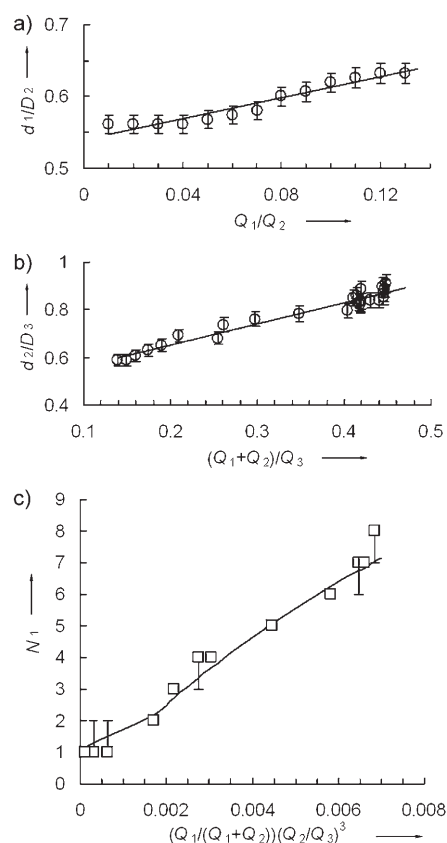 a)
0.7
0.6
0.5
d1/D2
0 0.04 0.08 0.12
Q1/Q2
b)
1
0.8
0.6
0.4
d2/D3
0.1 0.2 0.3 0.4 0.5
(Q1+Q2)/Q3
c)
9
8
7
6
5
4
3
2
1
0
N1
0 0.002 0.004 0.006 0.008
(Q1/(Q1+Q2))(Q2/Q3)³